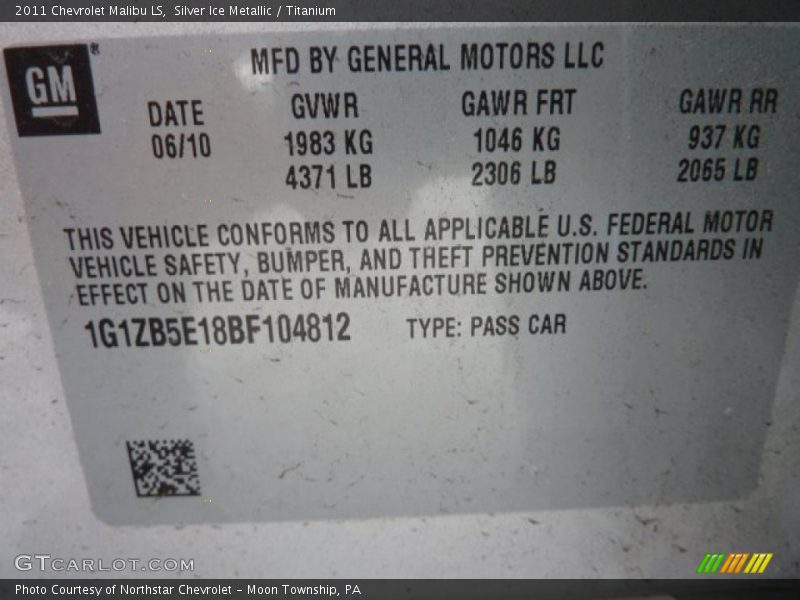 2011 Chevrolet Malibu LS, Silver Ice Metallic / Titanium
GM ®
MFD BY GENERAL MOTORS LLC
DATE GVWR GAWR FRT GAWR RR
06/10 1983 KG 1046 KG 937 KG
4371 LB 2306 LB 2065 LB
THIS VEHICLE CONFORMS TO ALL APPLICABLE U.S. FEDERAL MOTOR
VEHICLE SAFETY, BUMPER, AND THEFT PREVENTION STANDARDS IN
EFFECT ON THE DATE OF MANUFACTURE SHOWN ABOVE.
1G1ZB5E18BF104812 TYPE: PASS CAR
GTCARLOT.COM
Photo Courtesy of Northstar Chevrolet - Moon Township, PA